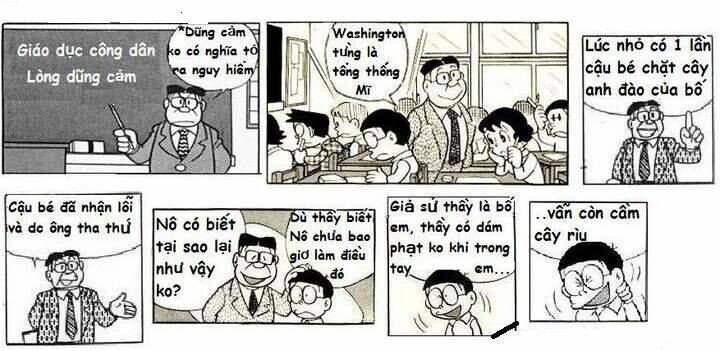 Giáo dục công dân
Lòng dũng cảm
"Dũng cảm
ko có nghĩa tỏ
ra nguy hiểm
Washington
tưng là
tổng thống
Mĩ
Lúc nhỏ có 1 lần
cậu bé chặt cây
anh đào của bố
Cậu bé đã nhận lỗi
và dc ông tha thứ
Nô có biết
tại sao lại
như vậy
ko?
Dù thầy biết
Nô chưa bao
giơ làm điều
đó
Giả sử thầy là bố
em, thầy có dám
phạt ko khi trong
tay em...
..vẫn còn cầm
cây rìu